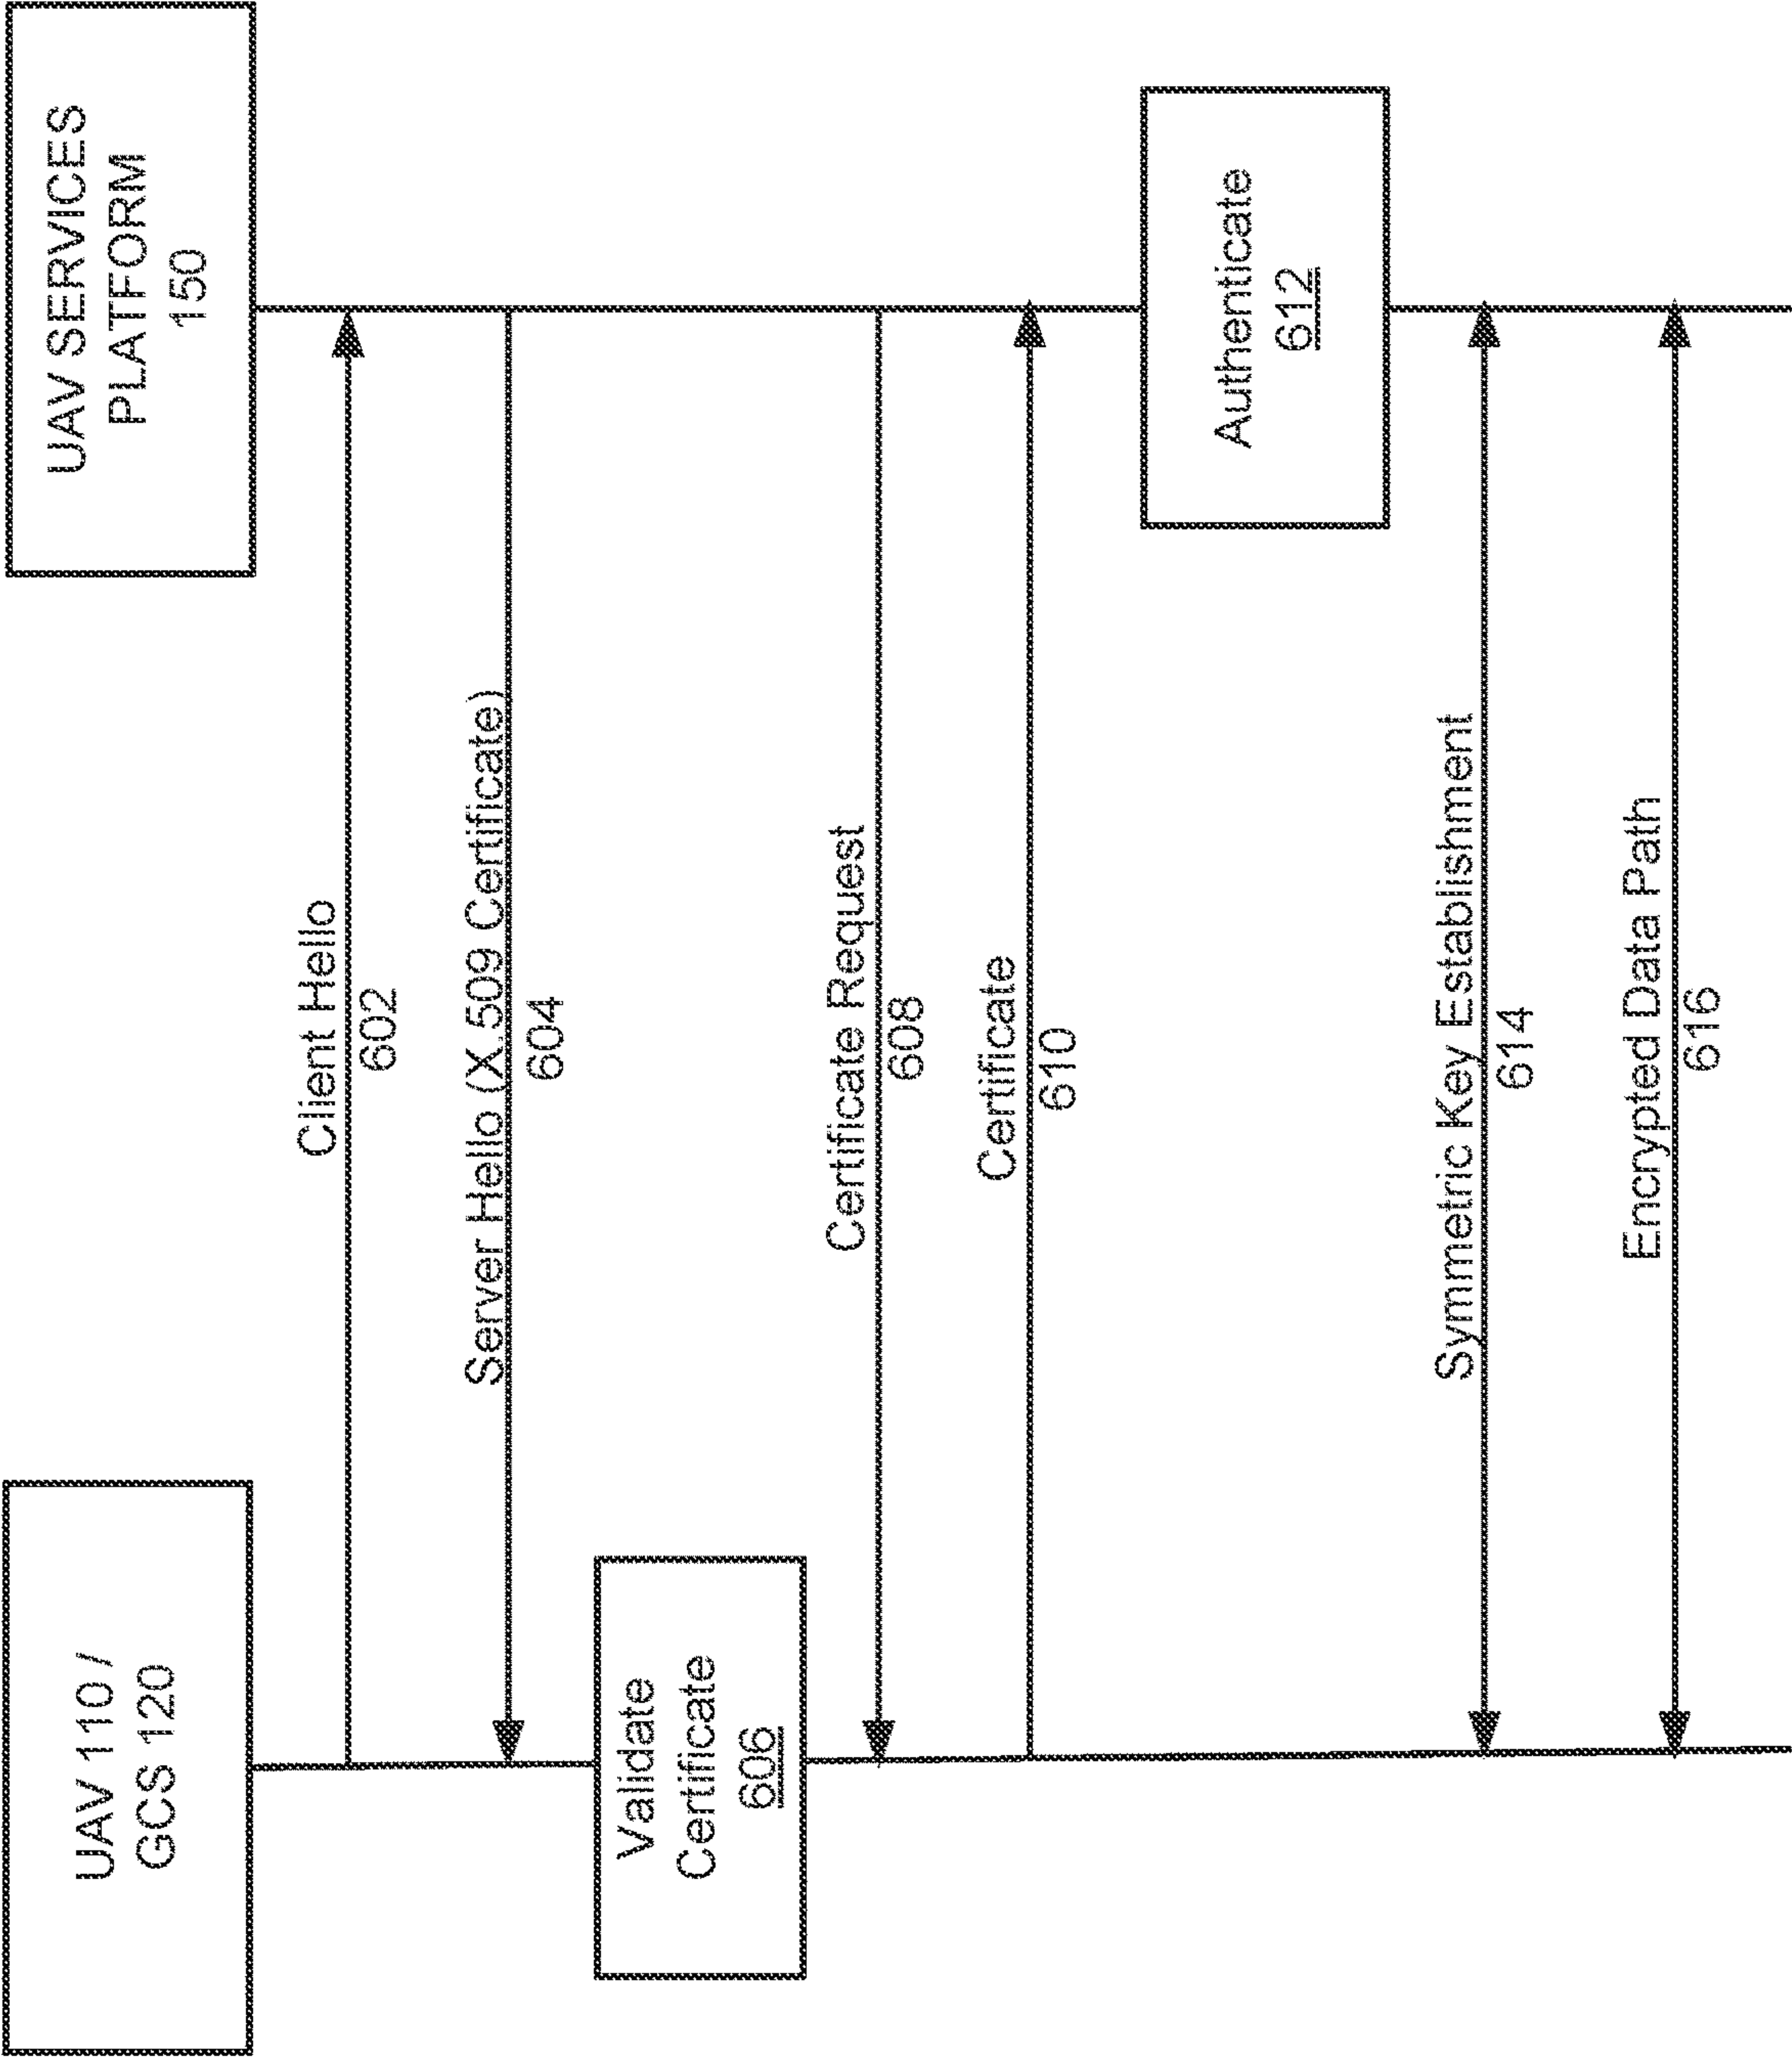 UAV 110 /
GCS 120
UAV SERVICES
PLATFORM
150
Client Hello
602
Server Hello (X.509 Certificate)
604
Validate
Certificate
606
Certificate Request
608
Certificate
610
Authenticate
612
Symmetric Key Establishment
614
Encrypted Data Path
616